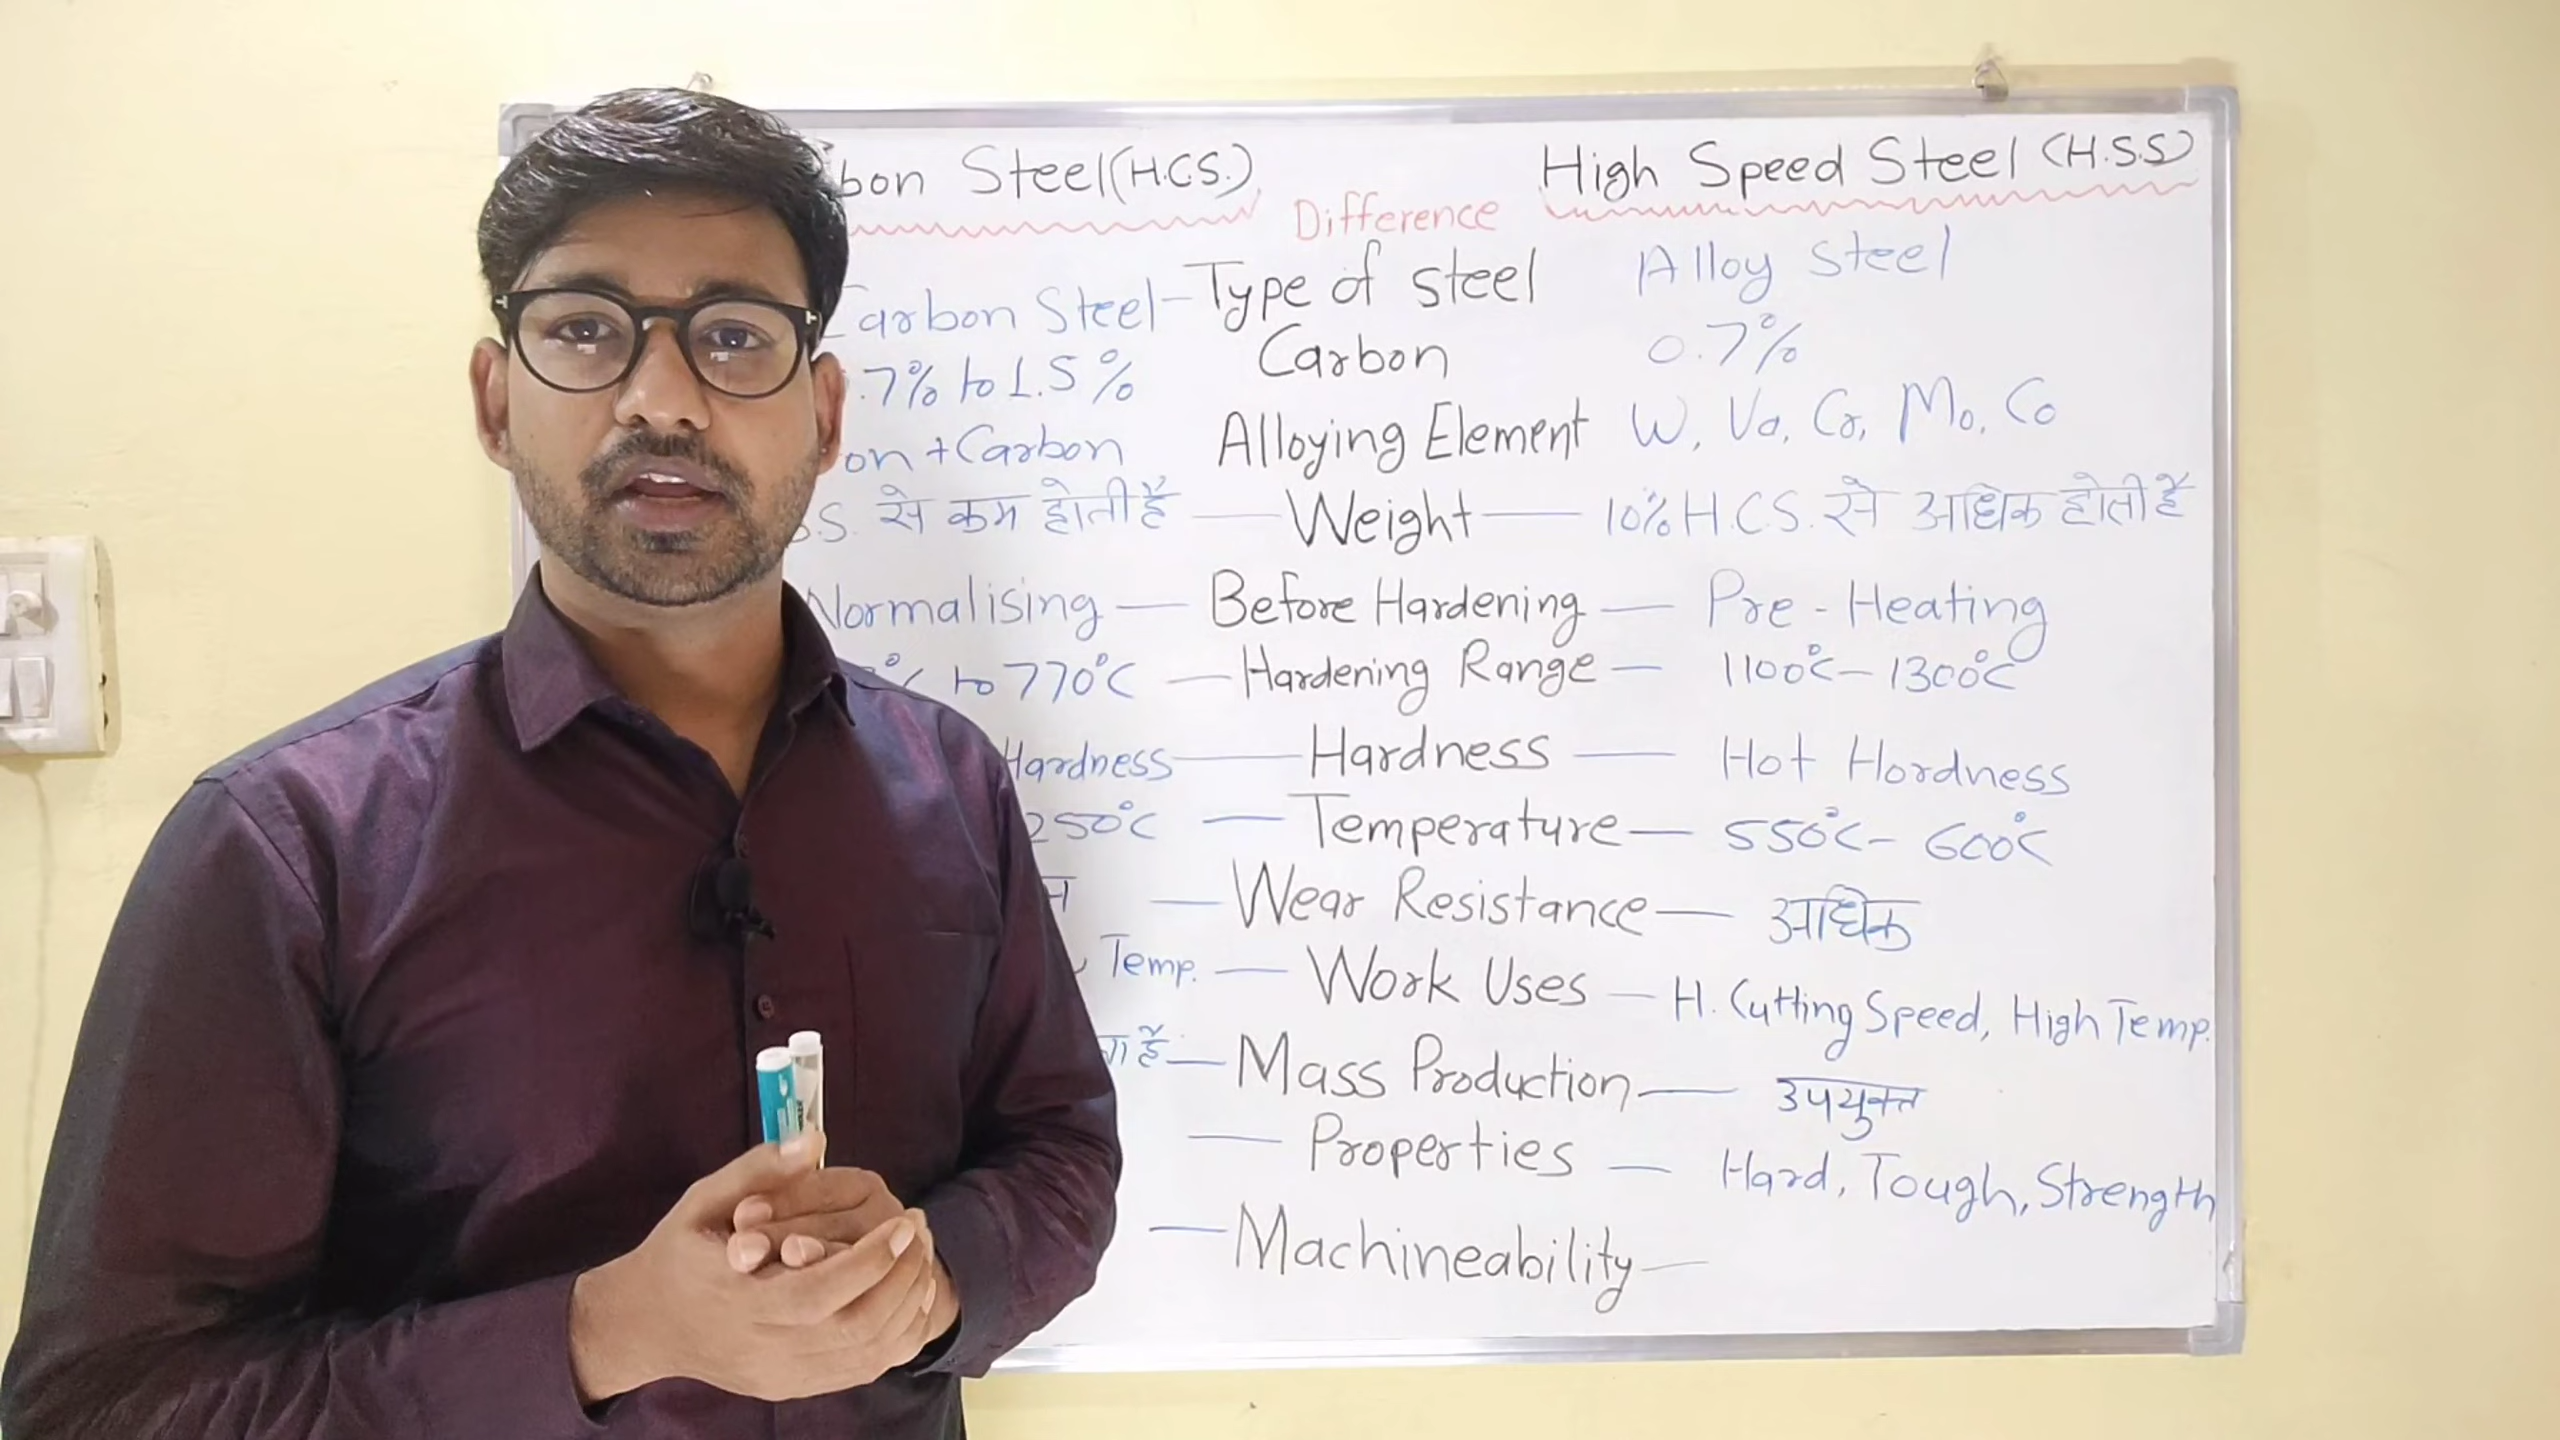 Steel (H.C.S.) Difference High Speed Steel (H.S.S)
Carbon Steel - Type of steel Alloy Steel
.7% to 1.5% Carbon 0.7%
+ Carbon Alloying Element W, Va, Cr, Mo, Co
S. से कम होती है — Weight — 10% H.C.S. से अधिक होती हैं
Normalising — Before Hardening — Pre - Heating
°C to 770°C — Hardening Range — 1100°C - 1300°C
Hardness — Hardness — Hot Hordness
250°C — Temperature — 550°C - 600°C
— Wear Resistance — अधिक
Temp. — Work Uses — H. Cutting Speed, High Temp.
हैं — Mass Production — उपयुक्त
— Properties — Hard, Tough, Strength
— Machineability —